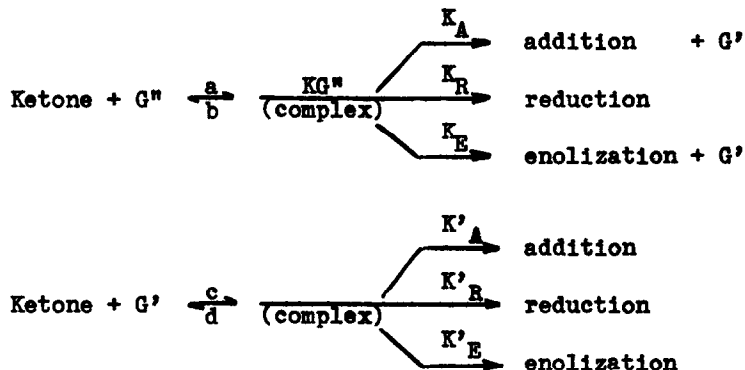 K_A addition + G'
Ketone + G" a KG" K_R reduction
b (complex)
K_E enolization + G'
K'_A addition
Ketone + G' c K'_R reduction
d (complex)
K'_E enolization